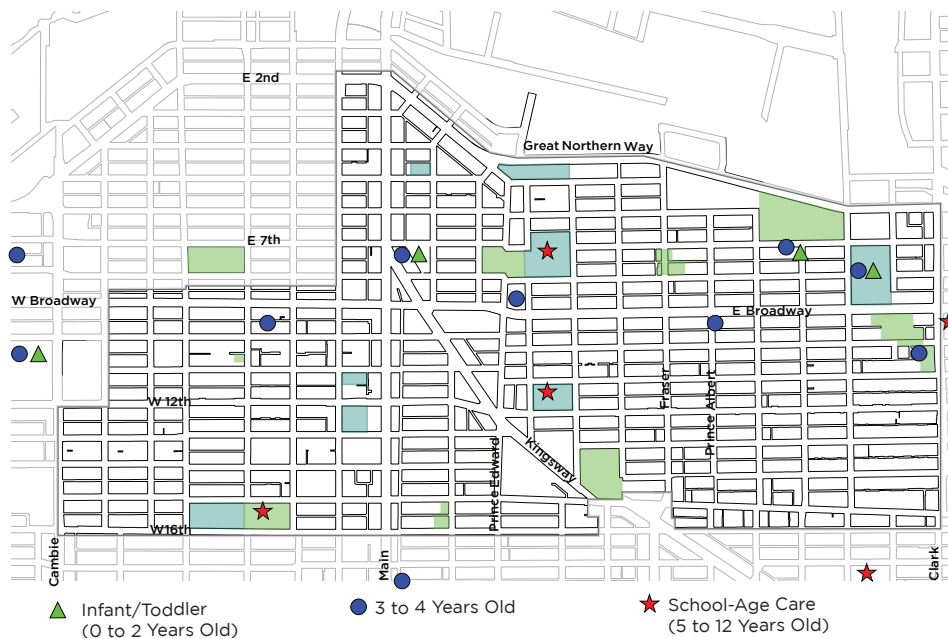 E 2nd
Great Northern Way
E 7th
W Broadway
E Broadway
W 12th
Fraser
Prince Albert
Kingsway
Prince Edward
W16th
Cambie
Main
Clark
Infant/Toddler
(0 to 2 Years Old)
3 to 4 Years Old
School-Age Care
(5 to 12 Years Old)